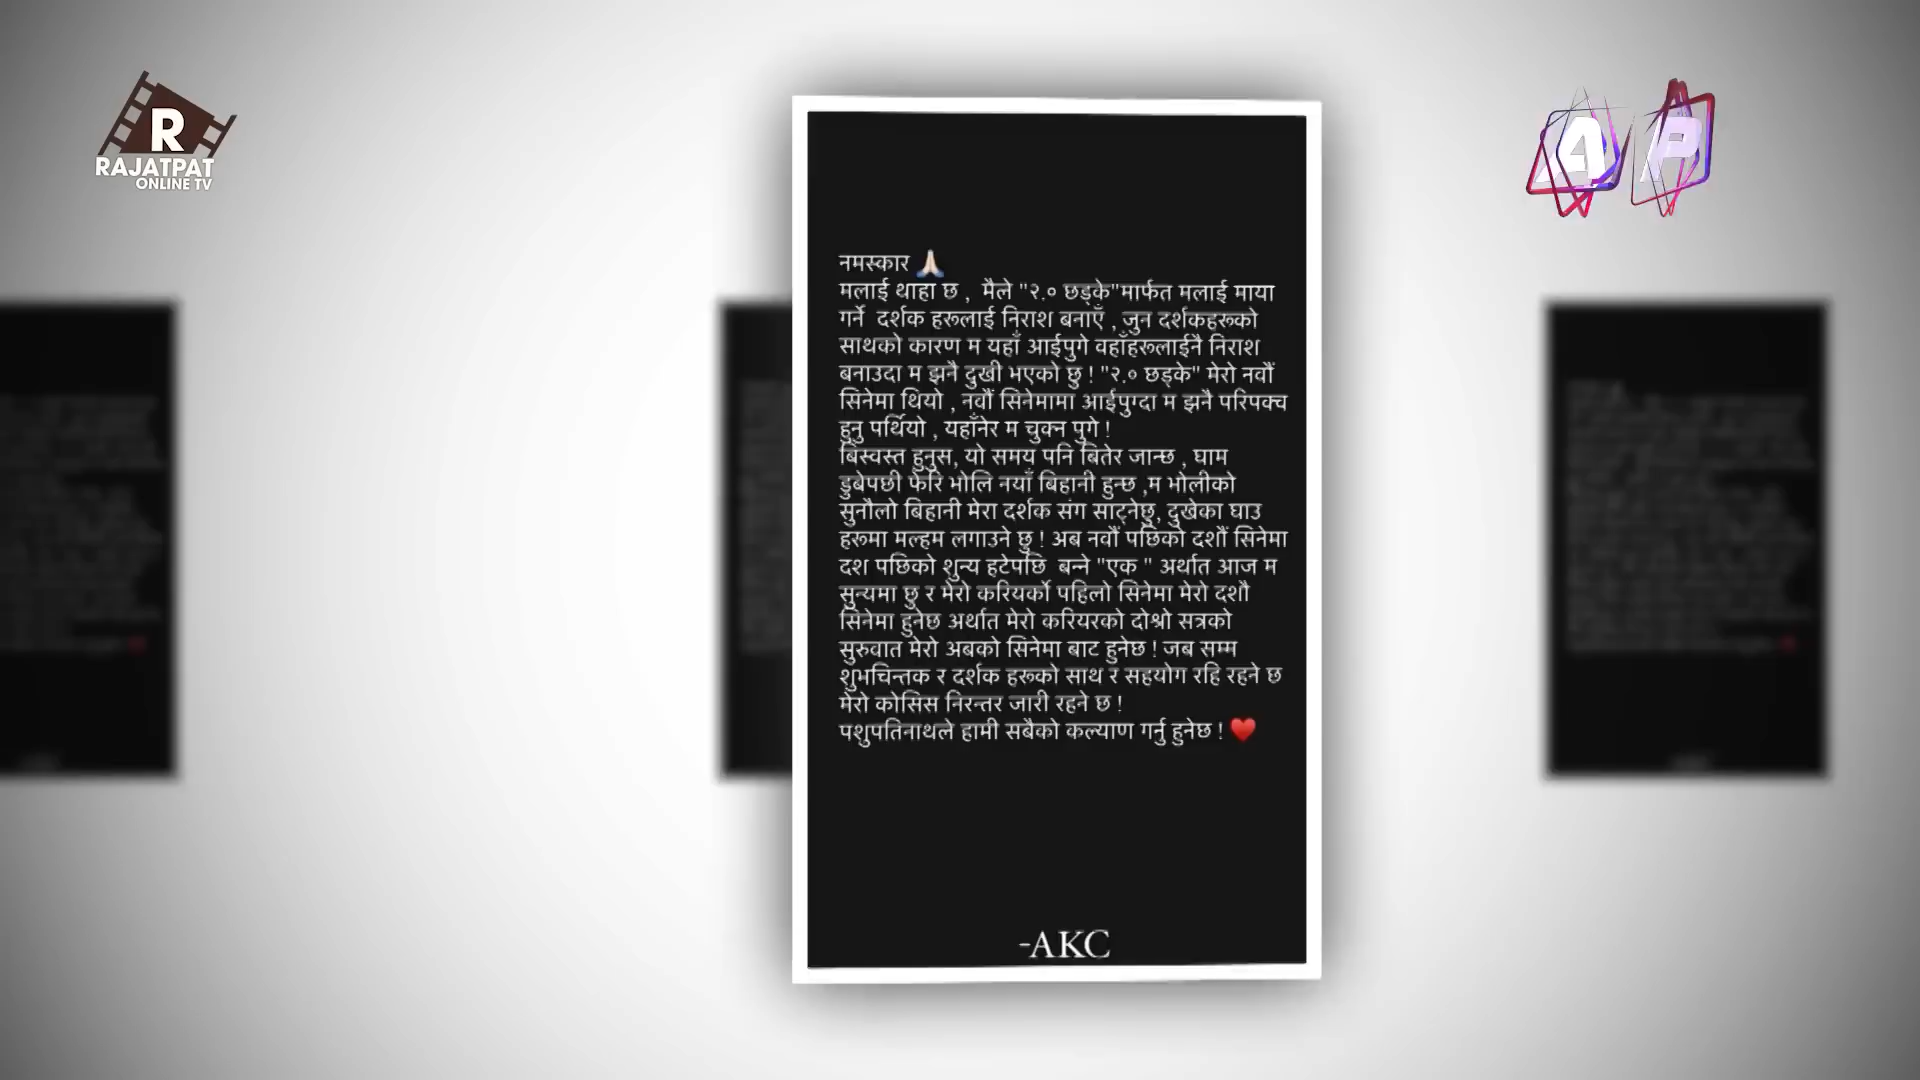 R
RAJATPAT
ONLINE TV
AP
नमस्कार 🙏🏻
मलाई थाहा छ , मैले "२.० छड्के"मार्फत मलाई माया
गर्ने दर्शक हरूलाई निराश बनाएँ , जुन दर्शकहरूको
साथको कारण म यहाँ आईपुगे वहाँहरूलाईनै निराश
बनाउदा म झनै दुखी भएको छु ! "२.० छड्के" मेरो नवौं
सिनेमा थियो , नवौं सिनेमामा आईपुग्दा म झनै परिपक्व
हुनु पर्थियो , यहाँनेर म चुक्न पुगे !
बिस्वस्त हुनुस, यो समय पनि बितेर जान्छ , घाम
डुबेपछी फेरि भोलि नयाँ बिहानी हुन्छ ,म भोलीको
सुनौलो बिहानी मेरा दर्शक संग साट्नेछु, दुखेका घाउ
हरूमा मल्हम लगाउने छु ! अब नवौं पछिको दशौं सिनेमा
दश पछिको शुन्य हटेपछि बन्ने "एक " अर्थात आज म
सुन्यमा छु र मेरो करियर्को पहिलो सिनेमा मेरो दशौ
सिनेमा हुनेछ अर्थात मेरो करियरको दोश्रो सत्रको
सुरुवात मेरो अबको सिनेमा बाट हुनेछ ! जब सम्म
शुभचिन्तक र दर्शक हरूको साथ र सहयोग रहि रहने छ
मेरो कोसिस निरन्तर जारी रहने छ !
पशुपतिनाथले हामी सबैको कल्याण गर्नु हुनेछ ! ♥️
-AKC